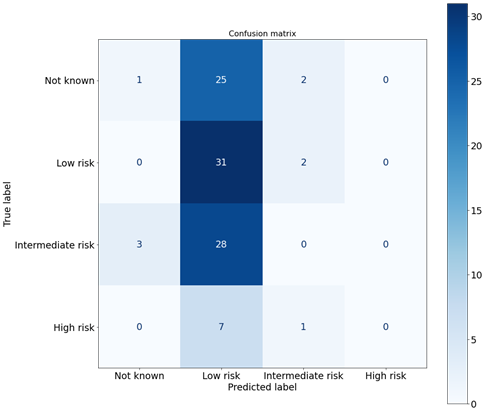 Confusion matrix
Not known 1 25 2 0
Low risk 0 31 2 0
Intermediate risk 3 28 0 0
High risk 0 7 1 0
Not known Low risk Intermediate risk High risk
Predicted label
True label
30
25
20
15
10
5
0